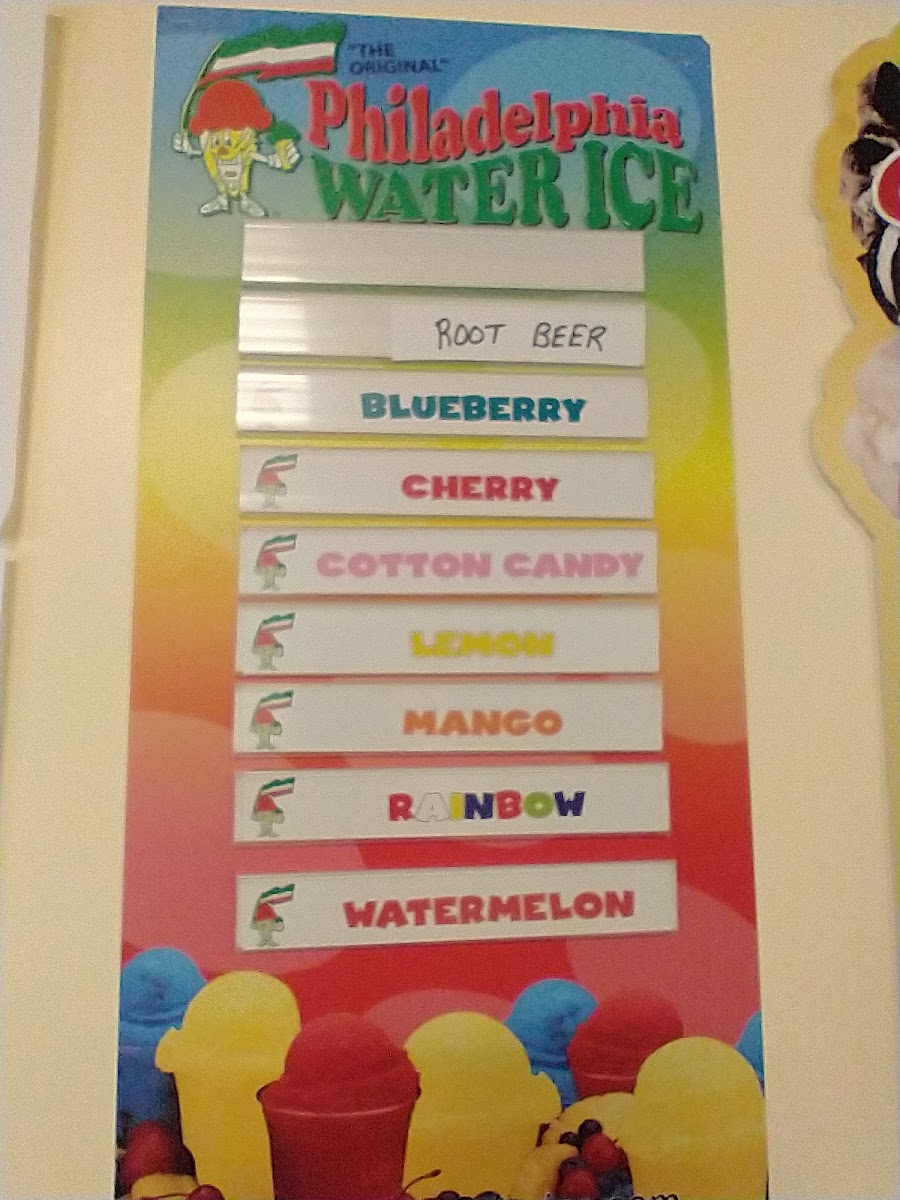 "THE
ORIGINAL"
Philadelphia
WATER ICE
ROOT BEER
BLUEBERRY
CHERRY
COTTON CANDY
LEMON
MANGO
RAINBOW
WATERMELON